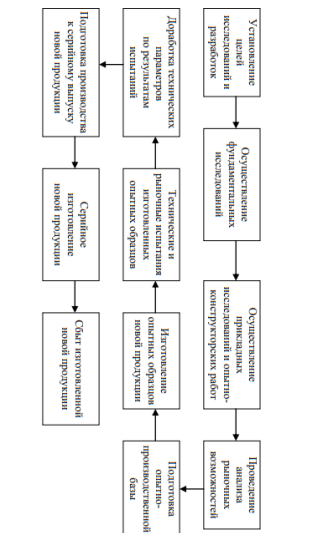 Установление
целей
исследований и
разработок
Осуществление
фундаментальных
исследований
Осуществление
прикладных
исследований и опытно-
конструкторских работ
Проведение
анализа
рыночных
возможностей
Подготовка
опытно-
производственной
базы
Изготовление
опытных образцов
новой продукции
Технические и
рыночные испытания
изготовленных
опытных образцов
Доработка технических
параметров
по результатам
испытаний
Подготовка производства
к серийному выпуску
новой продукции
Серийное
изготовление
новой продукции
Сбыт изготовленной
новой продукции